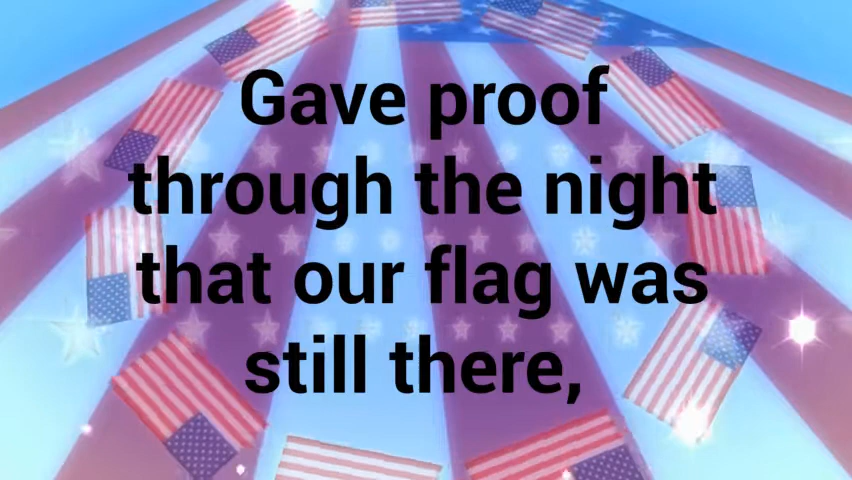 Gave proof
through the night
that our flag was
still there,